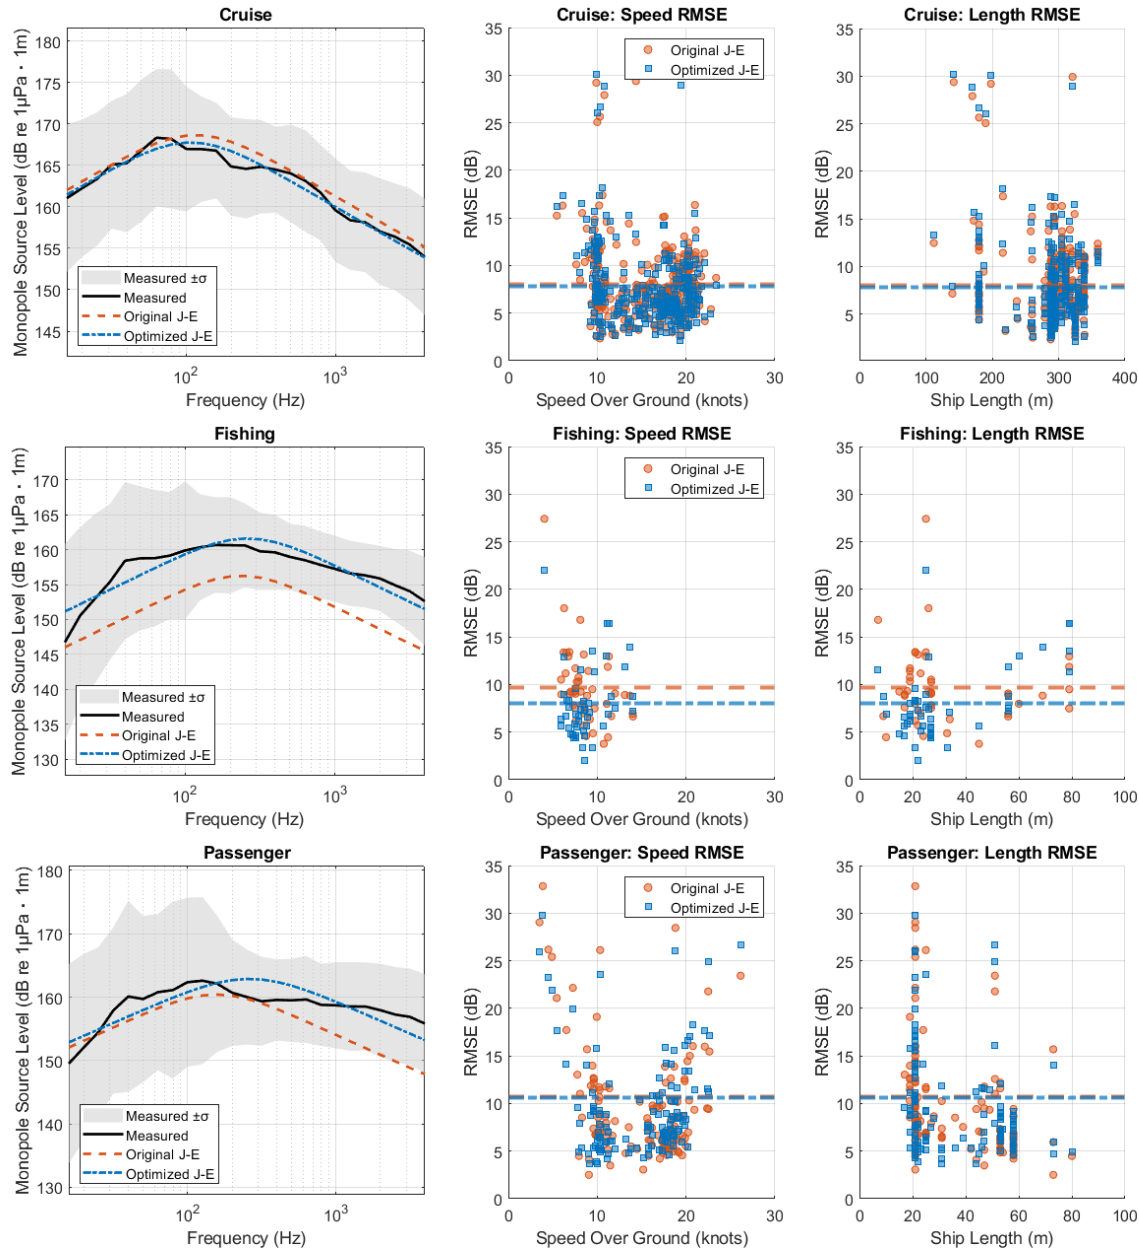 Cruise
Monopole Source Level (dB re 1µPa · 1m)
180
175
170
165
160
155
150
145
Measured ±σ
Measured
Original J-E
Optimized J-E
10²
10³
Frequency (Hz)
Cruise: Speed RMSE
RMSE (dB)
35
30
25
20
15
10
5
0
Original J-E
Optimized J-E
0
10
20
30
Speed Over Ground (knots)
Cruise: Length RMSE
RMSE (dB)
35
30
25
20
15
10
5
100
200
300
400
Ship Length (m)
Fishing
Monopole Source Level (dB re 1µPa · 1m)
170
165
160
155
150
145
140
135
130
Measured ±σ
Measured
Original J-E
Optimized J-E
10²
10³
Frequency (Hz)
Fishing: Speed RMSE
RMSE (dB)
35
30
25
20
15
10
5
0
Original J-E
Optimized J-E
0
10
20
30
Speed Over Ground (knots)
Fishing: Length RMSE
RMSE (dB)
35
30
25
20
15
10
5
0
0
20
40
60
80
100
Ship Length (m)
Passenger
Monopole Source Level (dB re 1µPa · 1m)
180
170
160
150
140
130
Measured ±σ
Measured
Original J-E
Optimized J-E
10²
10³
Frequency (Hz)
Passenger: Speed RMSE
RMSE (dB)
35
30
25
20
15
10
5
0
Original J-E
Optimized J-E
0
10
20
30
Speed Over Ground (knots)
Passenger: Length RMSE
RMSE (dB)
35
30
25
20
15
10
5
0
0
20
40
60
80
100
Ship Length (m)